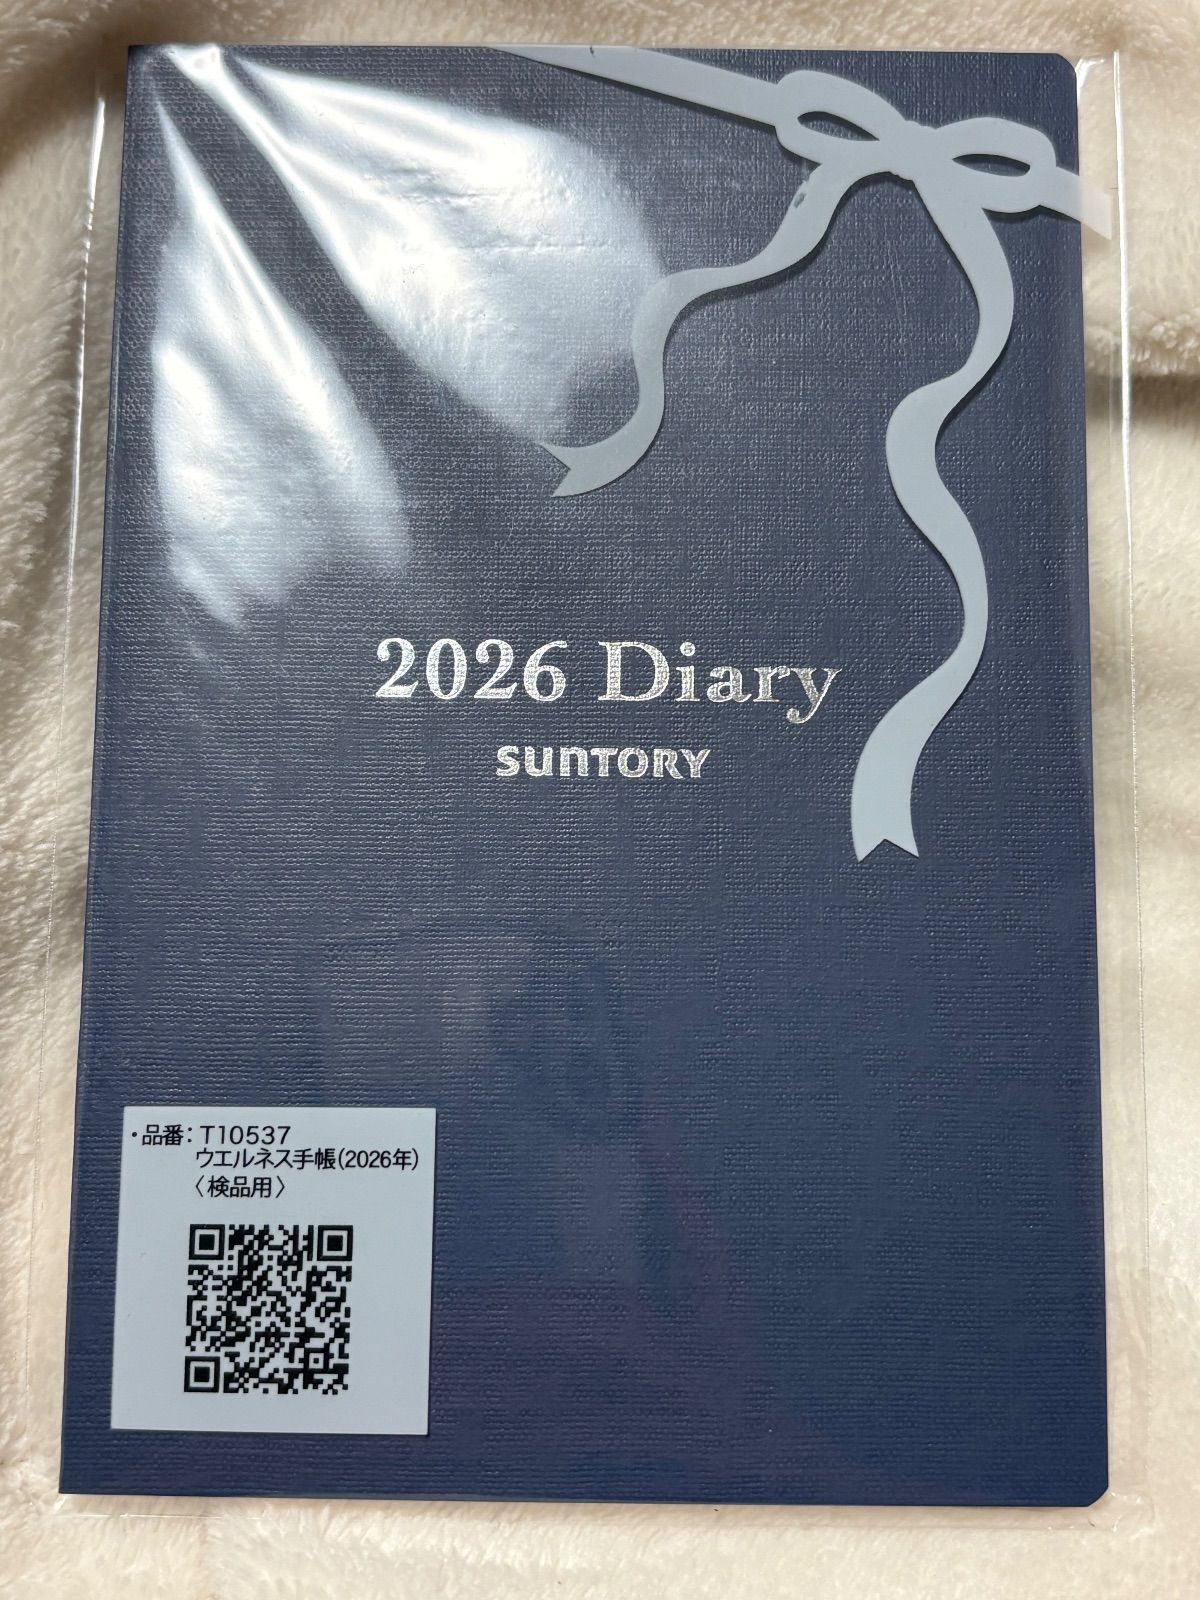 2026 Diary
SUNTORY
・品番：T10537
ウエルネス手帳(2026年)
〈検品用〉